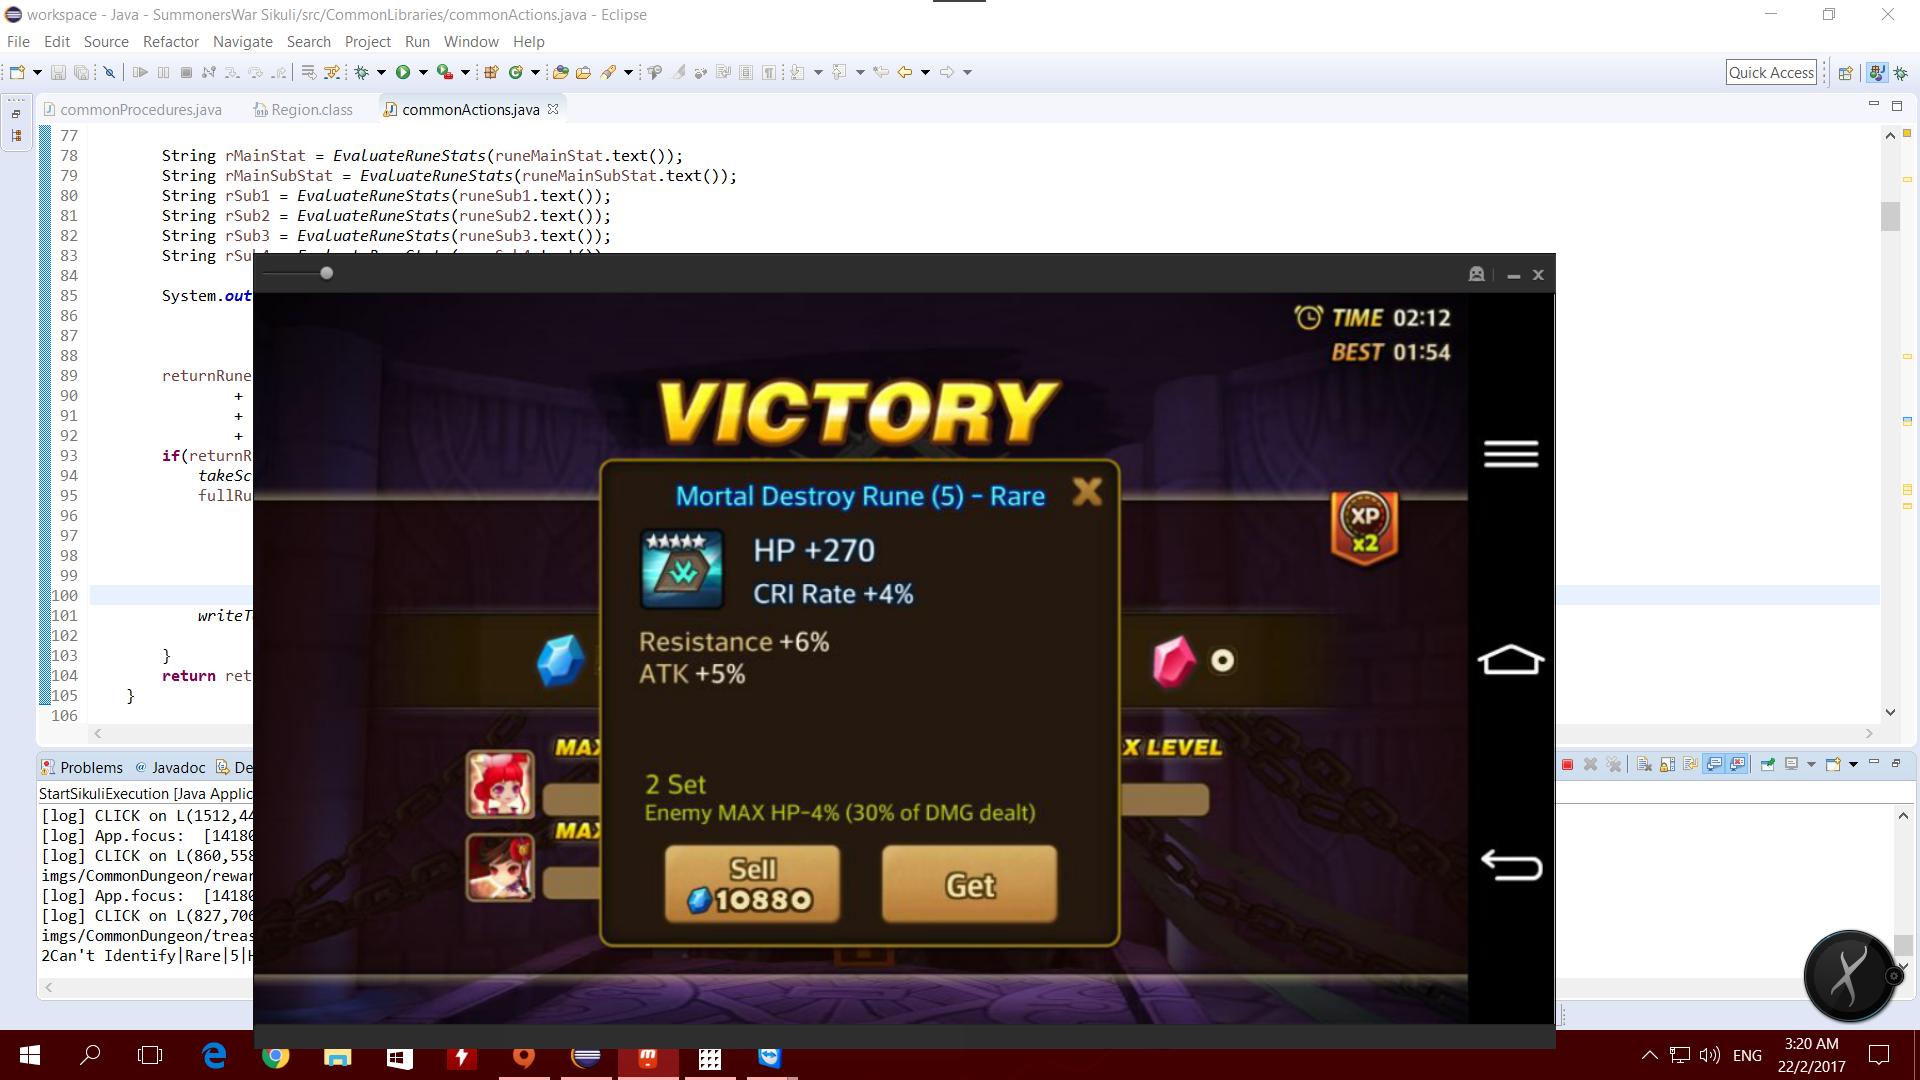 workspace - Java - SummonersWar Sikuli/src/CommonLibraries/commonActions.java - Eclipse
File Edit Source Refactor Navigate Search Project Run Window Help
Quick Access
commonProcedures.java Region.class commonActions.java
77
78 String rMainStat = EvaluateRuneStats(runeMainStat.text());
79 String rMainSubStat = EvaluateRuneStats(runeMainSubStat.text());
80 String rSub1 = EvaluateRuneStats(runeSub1.text());
81 String rSub2 = EvaluateRuneStats(runeSub2.text());
82 String rSub3 = EvaluateRuneStats(runeSub3.text());
83 String rSub
84
85 System.out
86
87
88
89 returnRune
90 +
91 +
92 +
93 if(returnR
94 takeSc
95 fullRu
96
97
98
99
100
101 writeT
102
103 }
104 return ret
105 }
106
TIME 02:12
BEST 01:54
VICTORY
Mortal Destroy Rune (5) - Rare
HP +270
CRI Rate +4%
XP
x2
Resistance +6%
ATK +5%
0
MAX
X LEVEL
MAX
2 Set
Enemy MAX HP-4% (30% of DMG dealt)
Sell
10880
Get
Problems @ Javadoc De
StartSikuliExecution [Java Applic
[log] CLICK on L(1512,44
[log] App.focus: [14180
[log] CLICK on L(860,558
imgs/CommonDungeon/rewar
[log] App.focus: [14180
[log] CLICK on L(827,706
imgs/CommonDungeon/treas
2Can't Identify|Rare|5|H
ENG
3:20 AM
22/2/2017